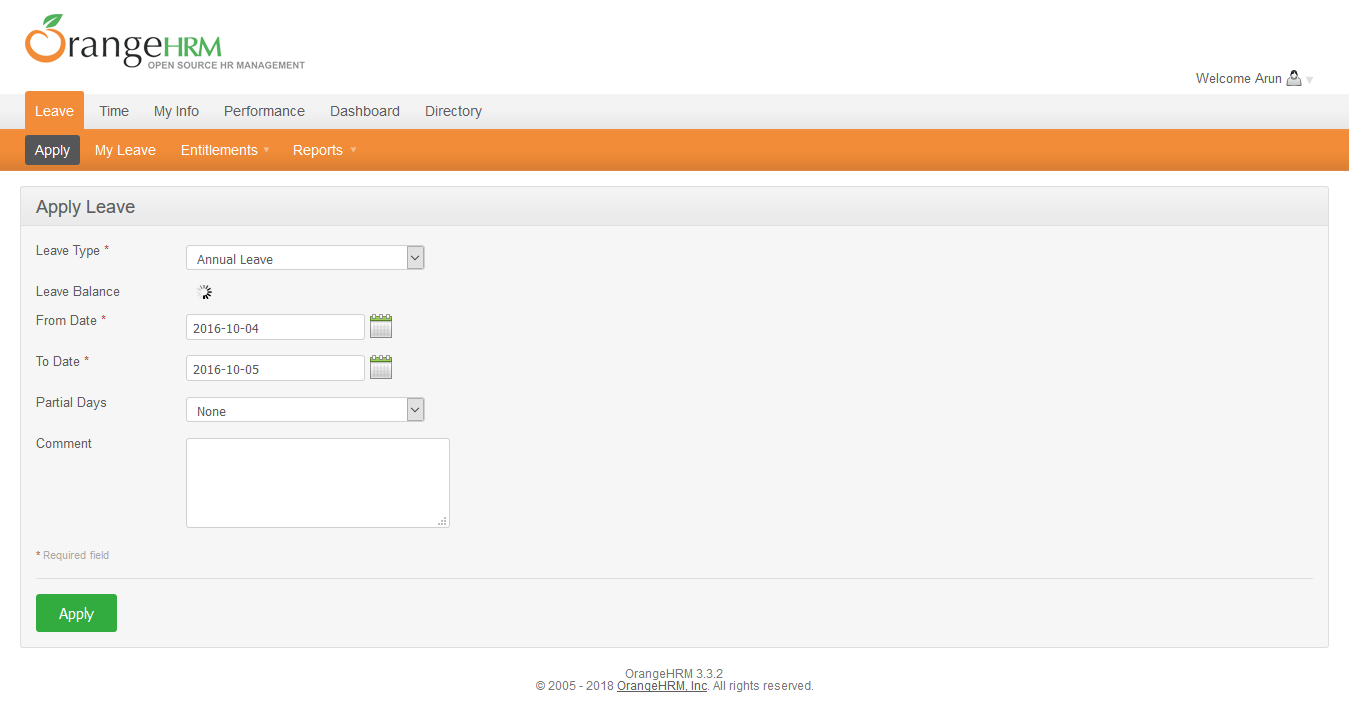 OrangeHRM
OPEN SOURCE HR MANAGEMENT
Welcome Arun
Leave Time My Info Performance Dashboard Directory
Apply My Leave Entitlements Reports
Apply Leave
Leave Type * Annual Leave
Leave Balance
From Date * 2016-10-04
To Date * 2016-10-05
Partial Days None
Comment
* Required field
Apply
OrangeHRM 3.3.2
© 2005 - 2018 OrangeHRM, Inc. All rights reserved.